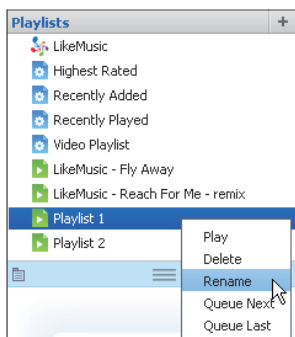 Playlists +
LikeMusic
Highest Rated
Recently Added
Recently Played
Video Playlist
LikeMusic - Fly Away
LikeMusic - Reach For Me - remix
Playlist 1
Playlist 2
Play
Delete
Rename
Queue Next
Queue Last